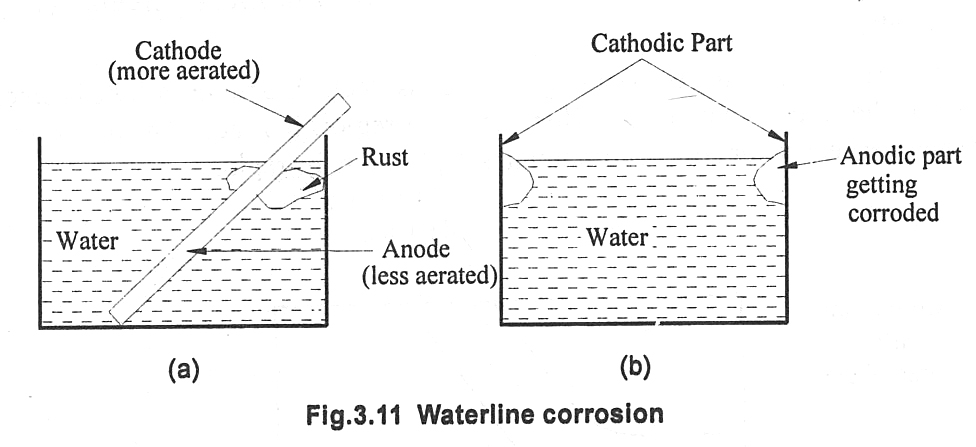 Cathode
(more aerated)
Rust
Water
Anode
(less aerated)
(a)
Cathodic Part
Anodic part
getting
corroded
Water
(b)
Fig.3.11 Waterline corrosion